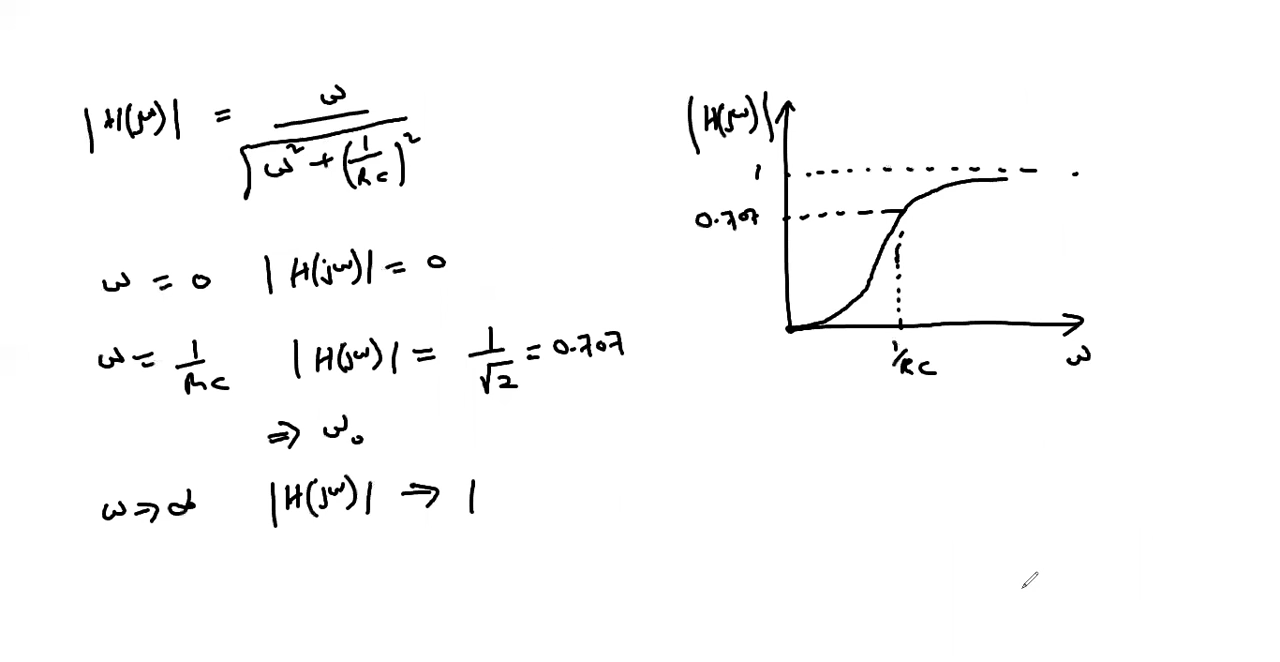 |H(jω)| = ω / √(ω² + (1/RC)²)
ω = 0 |H(jω)| = 0
ω = 1/RC |H(jω)| = 1/√2 = 0.707
⇒ ω₀
ω ⇒ ∞ |H(jω)| ⇒ 1
|H(jω)|
1
0.707
1/RC
ω